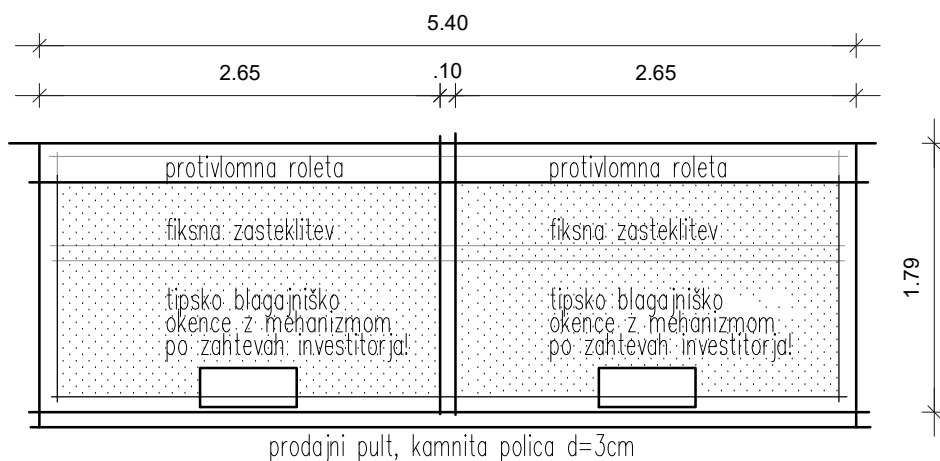 5.40
2.65 .10 2.65
protivlomna roleta protivlomna roleta
fiksna zasteklitev fiksna zasteklitev
1.79
tipsko blagajniško tipsko blagajniško
okence z mehanizmom okence z mehanizmom
po zahtevah investitorja! po zahtevah investitorja!
prodajni pult, kamnita polica d=3cm